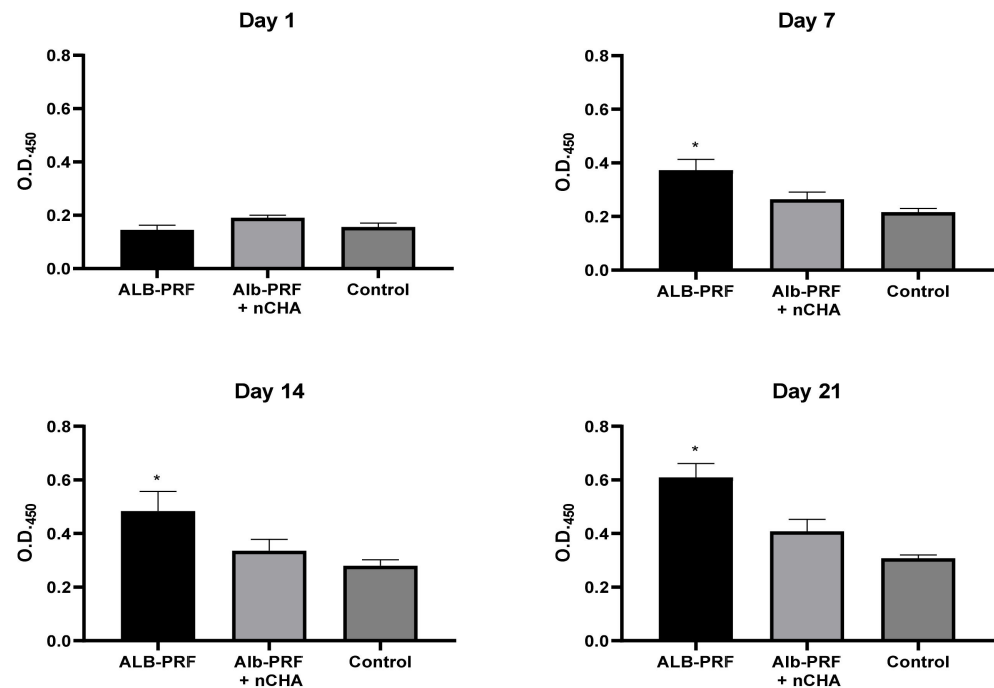 Day 1
0.8
0.6
0.4
0.2
0.0
O.D.450
ALB-PRF
Alb-PRF
+ nCHA
Control
Day 7
0.8
0.6
0.4
0.2
0.0
O.D.450
*
ALB-PRF
Alb-PRF
+ nCHA
Control
Day 14
0.8
0.6
0.4
0.2
0.0
O.D.450
*
ALB-PRF
Alb-PRF
+ nCHA
Control
Day 21
0.8
0.6
0.4
0.2
0.0
O.D.450
*
ALB-PRF
Alb-PRF
+ nCHA
Control